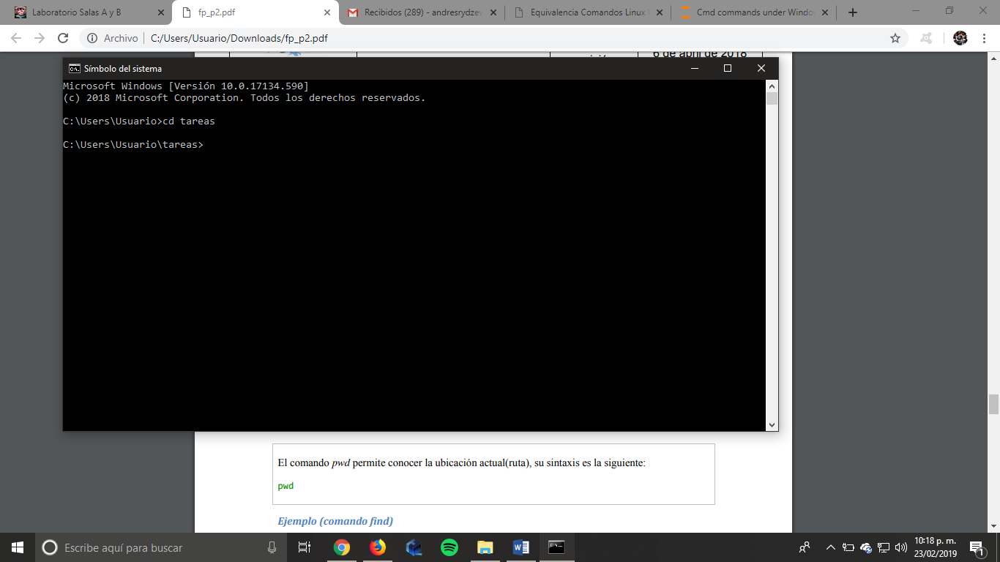 Laboratorio Salas A y B
fp_p2.pdf
Recibidos (289) - andresrydzew
Equivalencia Comandos Linux
Cmd commands under Windo
Archivo
C:/Users/Usuario/Downloads/fp_p2.pdf
6 de abril de 2018
Símbolo del sistema
Microsoft Windows [Versión 10.0.17134.590]
(c) 2018 Microsoft Corporation. Todos los derechos reservados.
C:\Users\Usuario>cd tareas
C:\Users\Usuario\tareas>
El comando pwd permite conocer la ubicación actual(ruta), su sintaxis es la siguiente:
pwd
Ejemplo (comando find)
Escribe aquí para buscar
10:18 p. m.
23/02/2019
1